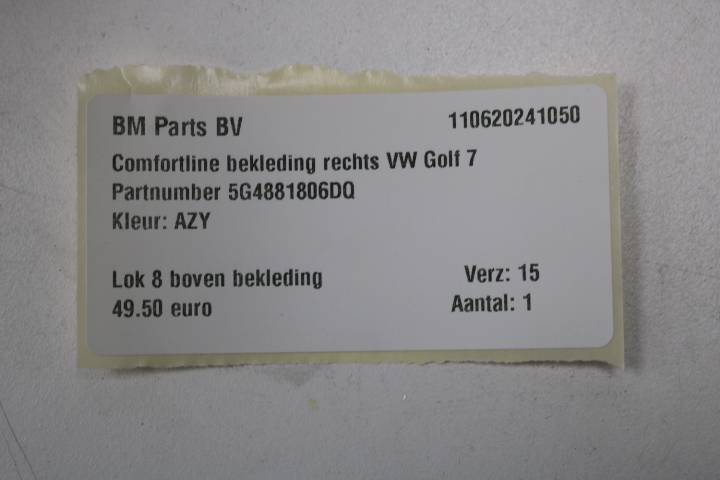 BM Parts BV 110620241050
Comfortline bekleding rechts VW Golf 7
Partnumber 5G4881806DQ
Kleur: AZY
Lok 8 boven bekleding Verz: 15
49.50 euro Aantal: 1